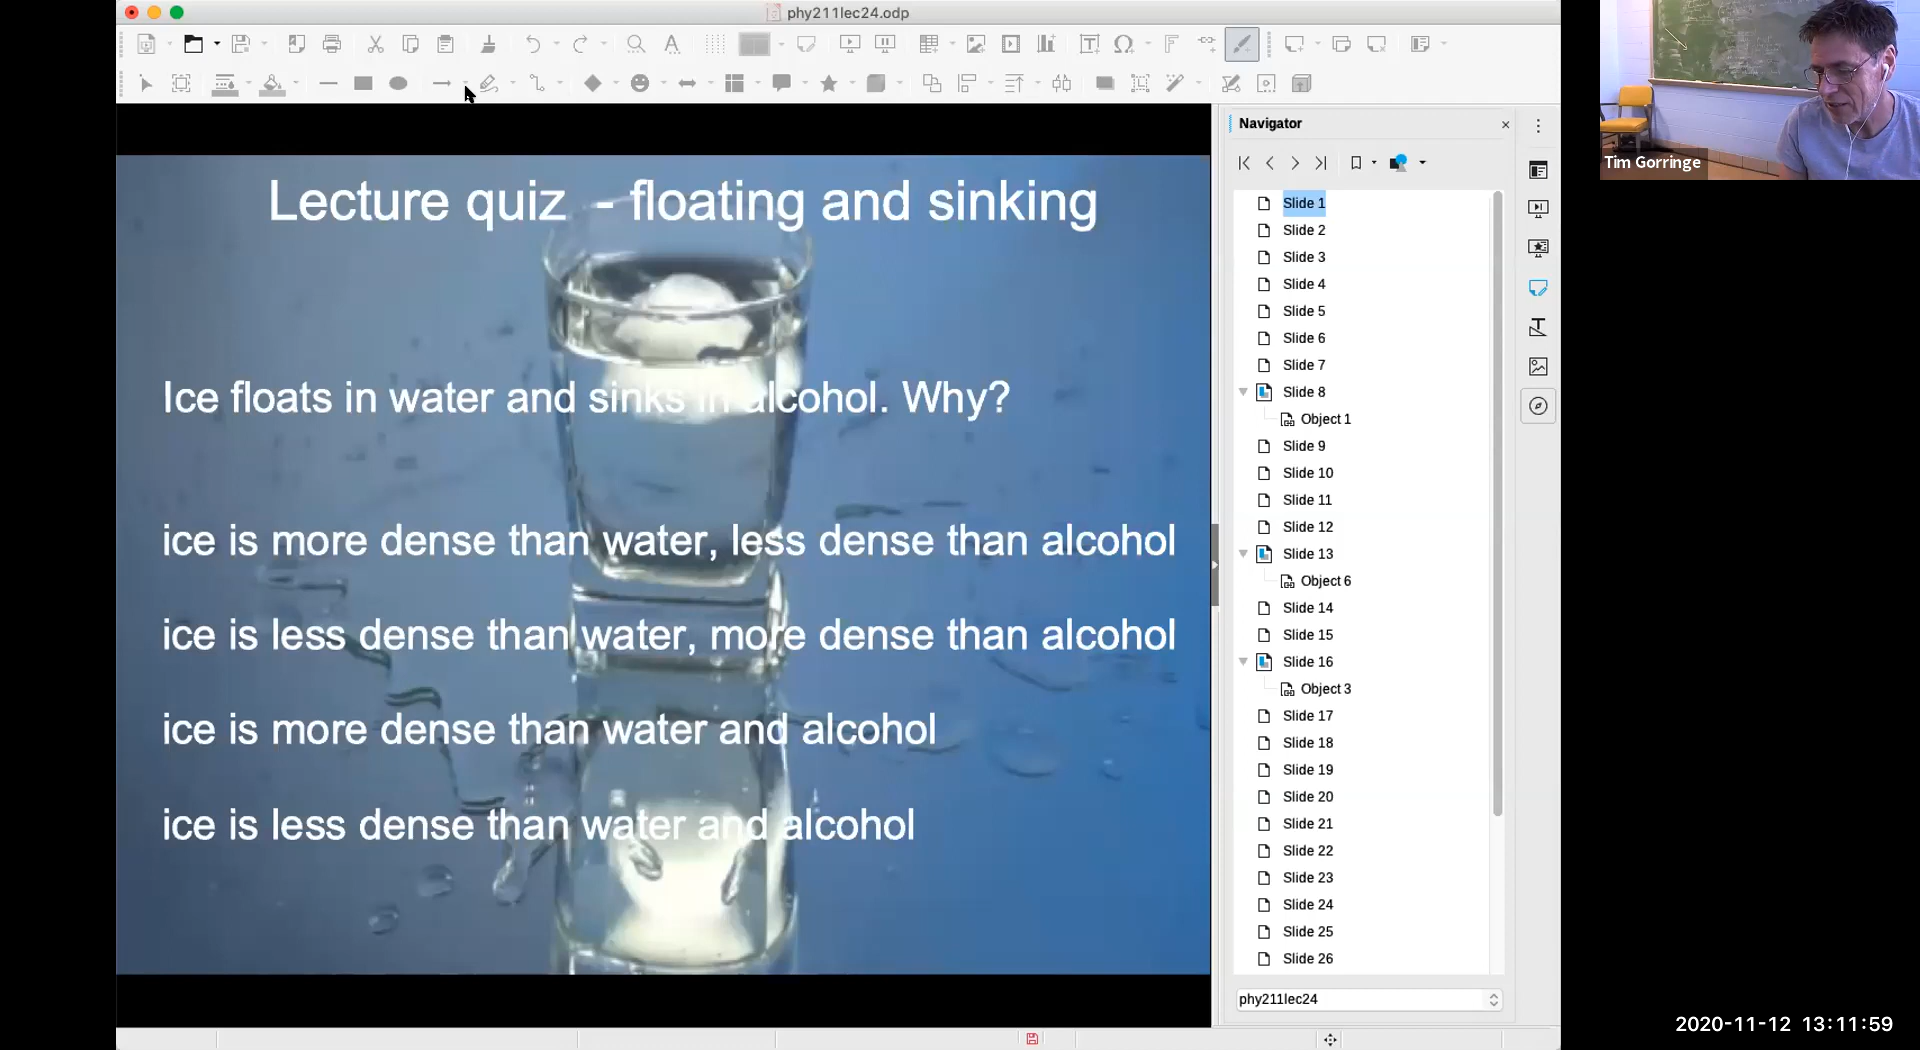 phy211lec24.odp
Lecture quiz - floating and sinking
Ice floats in water and sinks in alcohol. Why?
ice is more dense than water, less dense than alcohol
ice is less dense than water, more dense than alcohol
ice is more dense than water and alcohol
ice is less dense than water and alcohol
Navigator
Slide 1
Slide 2
Slide 3
Slide 4
Slide 5
Slide 6
Slide 7
Slide 8
Object 1
Slide 9
Slide 10
Slide 11
Slide 12
Slide 13
Object 6
Slide 14
Slide 15
Slide 16
Object 3
Slide 17
Slide 18
Slide 19
Slide 20
Slide 21
Slide 22
Slide 23
Slide 24
Slide 25
Slide 26
phy211lec24
Tim Gorringe
2020-11-12 13:11:59